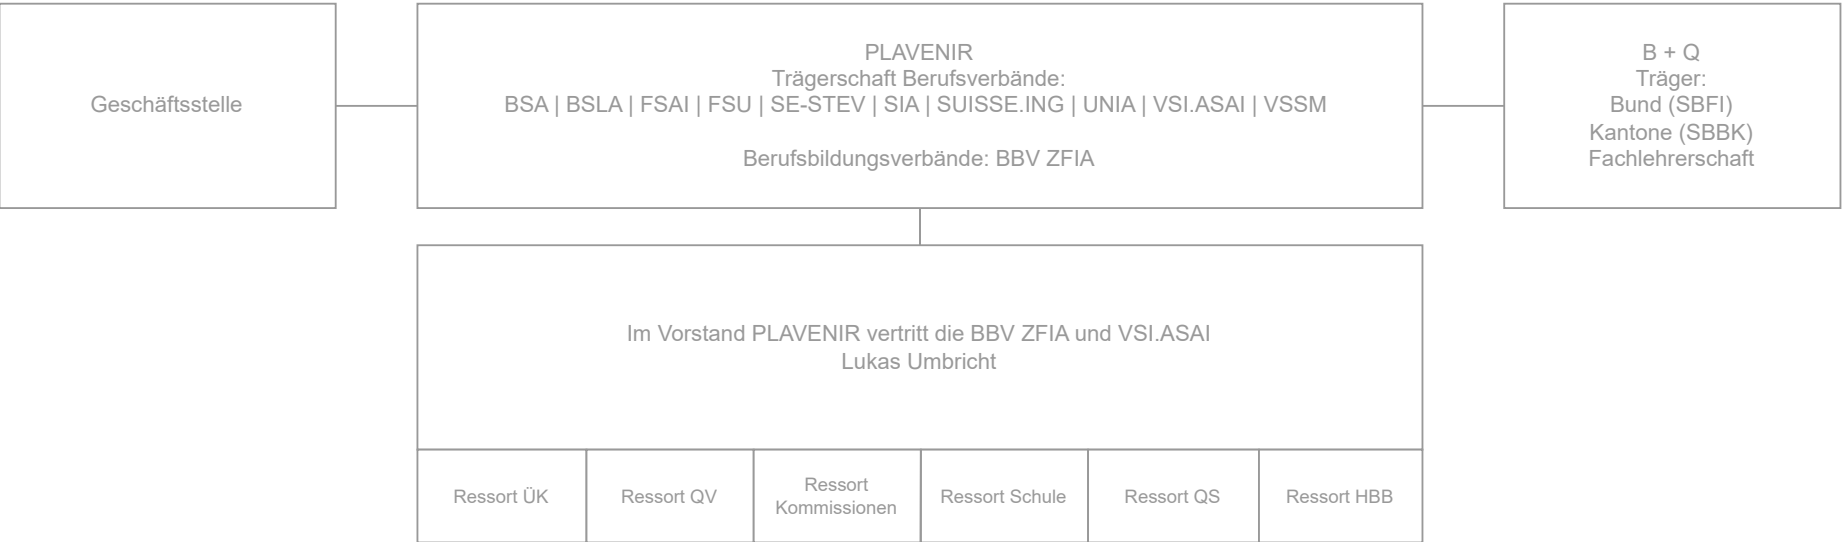 Geschäftsstelle
PLAVENIR
Trägerschaft Berufsverbände:
BSA | BSLA | FSAI | FSU | SE-STEV | SIA | SUISSE.ING | UNIA | VSI.ASAI | VSSM
Berufsbildungsverbände: BBV ZFIA
B + Q
Träger:
Bund (SBFI)
Kantone (SBBK)
Fachlehrerschaft
Im Vorstand PLAVENIR vertritt die BBV ZFIA und VSI.ASAI
Lukas Umbricht
Ressort ÜK
Ressort QV
Ressort
Kommissionen
Ressort Schule
Ressort QS
Ressort HBB